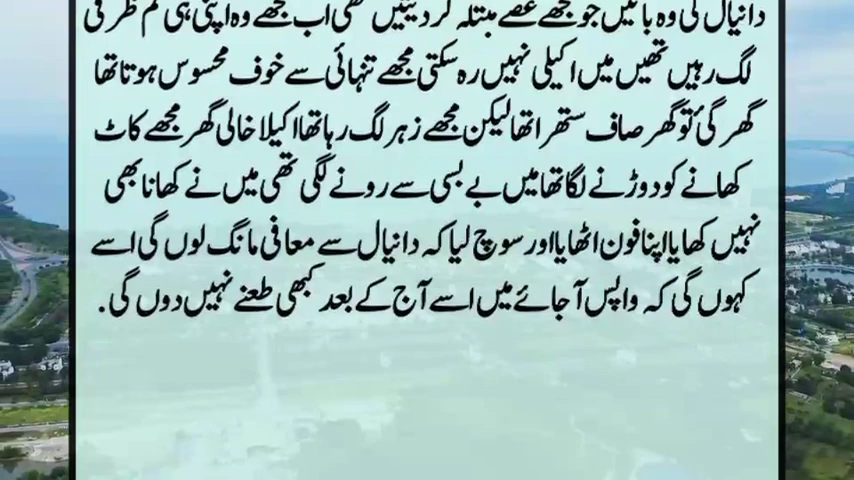 دانیال کی وہ باتیں جو مجھے غصے مبتلہ کر دیتیں تھی اب مجھے وہ اپنی ہی کم ظرفی
لگ رہیں تھیں میں اکیلی نہیں رہ سکتی مجھے تنہائی سے خوف محسوس ہوتا تھا
گھر گئ تو گھر صاف ستھرا تھا لیکن مجھے زہر لگ رہا تھا اکیلا خالی گھر مجھے کاٹ
کھانے کو دوڑنے لگا تھا میں بے بسی سے رونے لگی تھی میں نے کھانا بھی
نہیں کھایا اپنا فون اٹھایا اور سوچ لیا کہ دانیال سے معافی مانگ لوں گی اسے
کہوں گی کہ واپس آ جائے میں اسے آج کے بعد کبھی طعنے نہیں دوں گی.